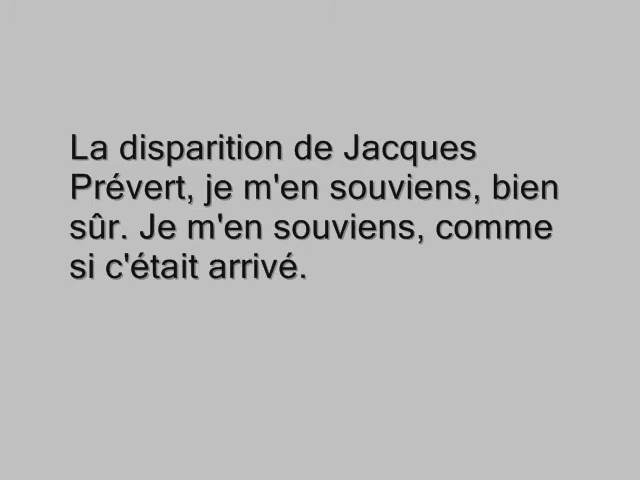 La disparition de Jacques
Prévert, je m'en souviens, bien
sûr. Je m'en souviens, comme
si c'était arrivé.